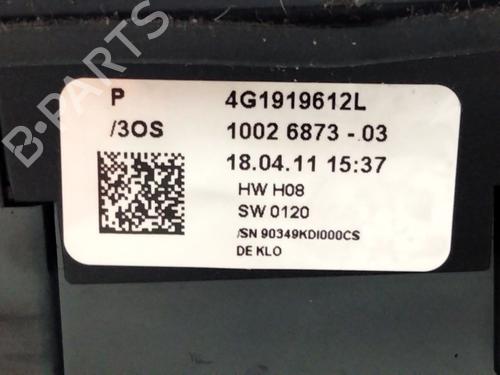 B-PARTS
P 4G1919612L
/3OS 1002 6873 - 03
18.04.11 15:37
HW H08
SW 0120
/SN 90349KDI000CS
DE KLO